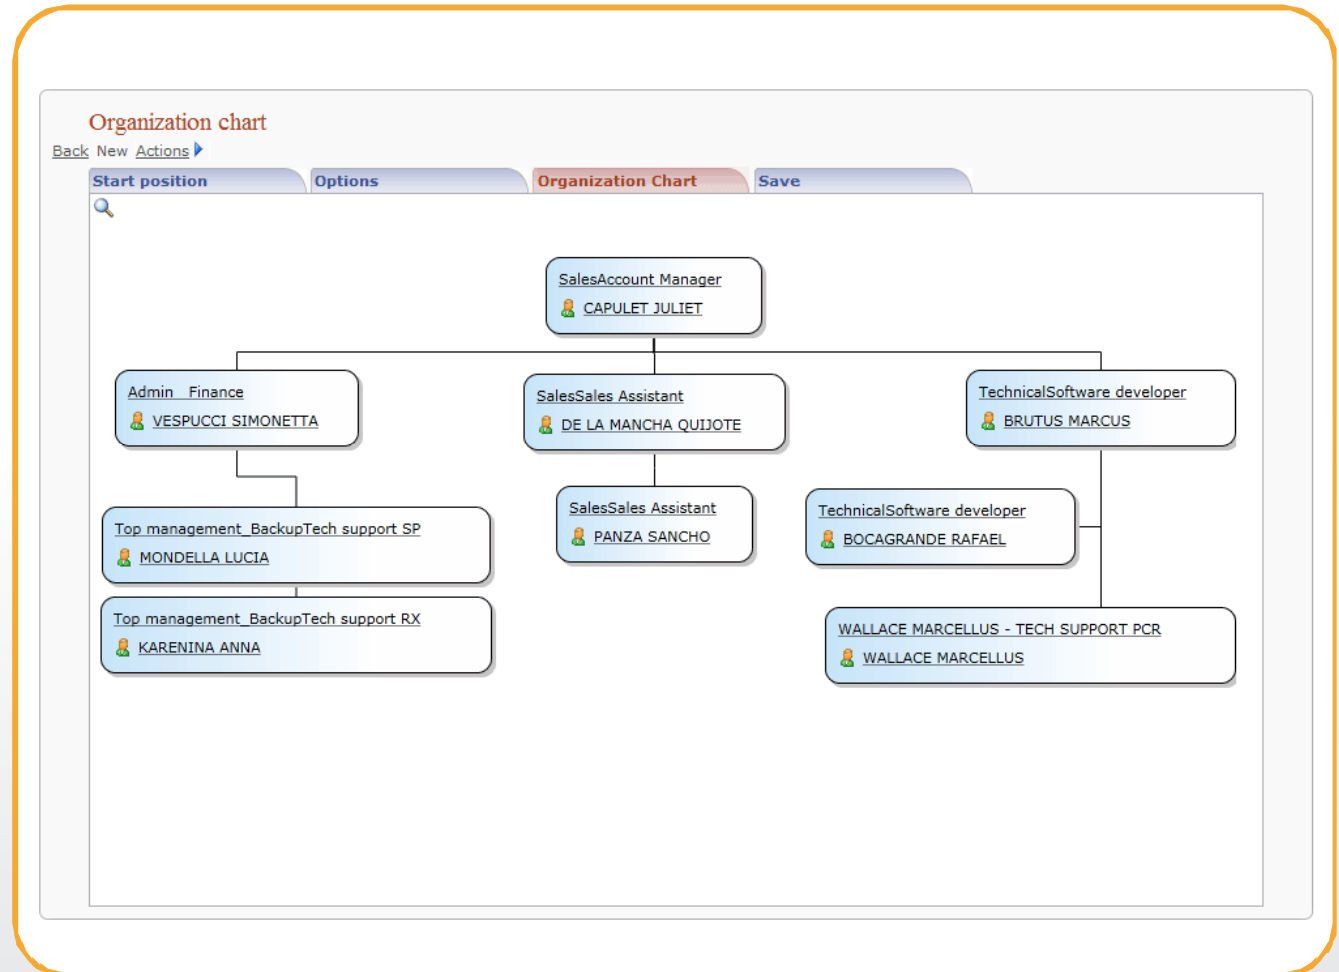 Organization chart
Back New Actions
Start position Options Organization Chart Save
SalesAccount Manager
CAPULET JULIET
Admin   Finance
VESPUCCI SIMONETTA
SalesSales Assistant
DE LA MANCHA QUIJOTE
TechnicalSoftware developer
BRUTUS MARCUS
Top management_BackupTech support SP
MONDELLA LUCIA
SalesSales Assistant
PANZA SANCHO
TechnicalSoftware developer
BOCAGRANDE RAFAEL
Top management_BackupTech support RX
KARENINA ANNA
WALLACE MARCELLUS - TECH SUPPORT PCR
WALLACE MARCELLUS